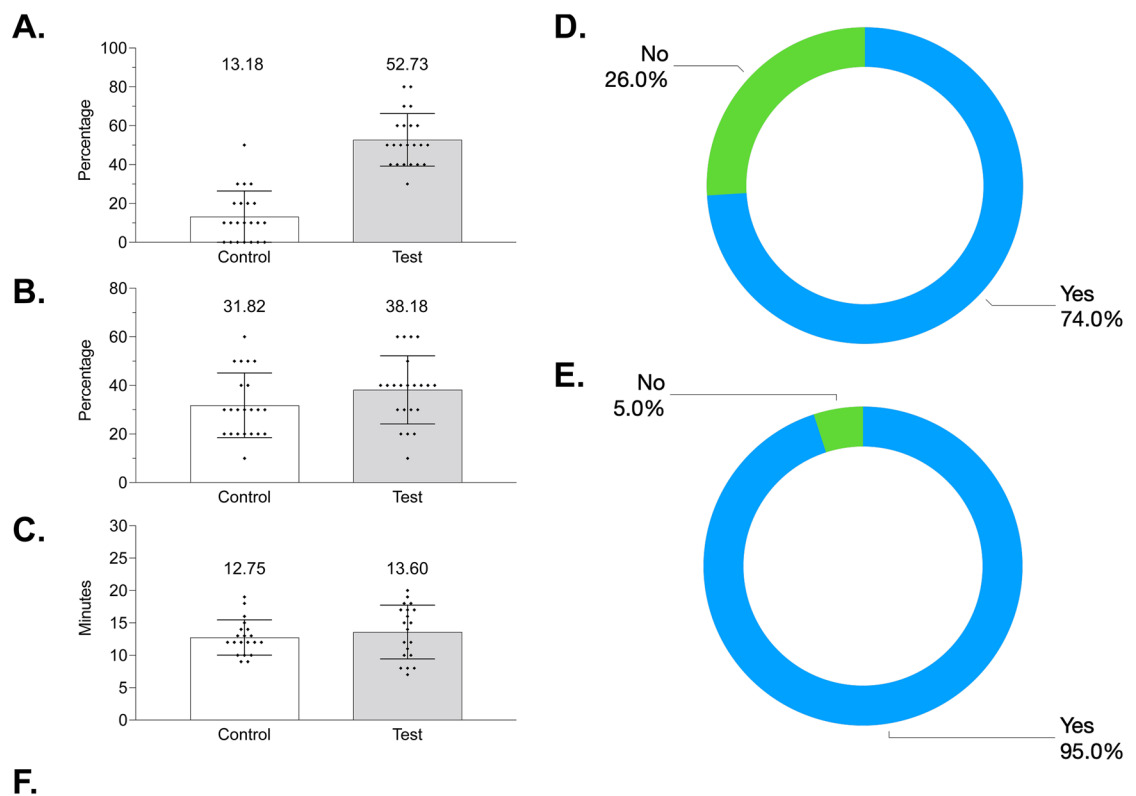 A.
Percentage
100
80
60
40
20
0
13.18
52.73
Control
Test
B.
Percentage
80
60
40
20
0
31.82
38.18
Control
Test
C.
Minutes
30
25
20
15
10
5
0
12.75
13.60
Control
Test
D.
No
26.0%
Yes
74.0%
E.
No
5.0%
Yes
95.0%
F.